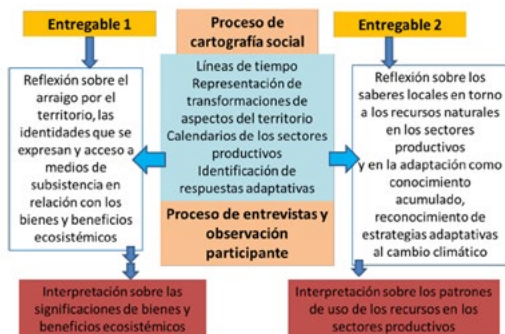 Entregable 1
Proceso de
cartografía social
Entregable 2
Reflexión sobre el
arraigo por el
territorio, las
identidades que se
expresan y acceso a
medios de
subsistencia en
relación con los
bienes y beneficios
ecosistémicos
Líneas de tiempo
Representación de
transformaciones de
aspectos del territorio
Calendarios de los sectores
productivos
Identificación de
respuestas adaptativas
Proceso de entrevistas y
observación
participante
Reflexión sobre los
saberes locales en torno
a los recursos naturales
en los sectores
productivos
y en la adaptación como
conocimiento
acumulado,
reconocimiento de
estrategias adaptativas
al cambio climático
Interpretación sobre las
significaciones de bienes y
beneficios ecosistémicos
Interpretación sobre los patrones
de uso de los recursos en los
sectores productivos